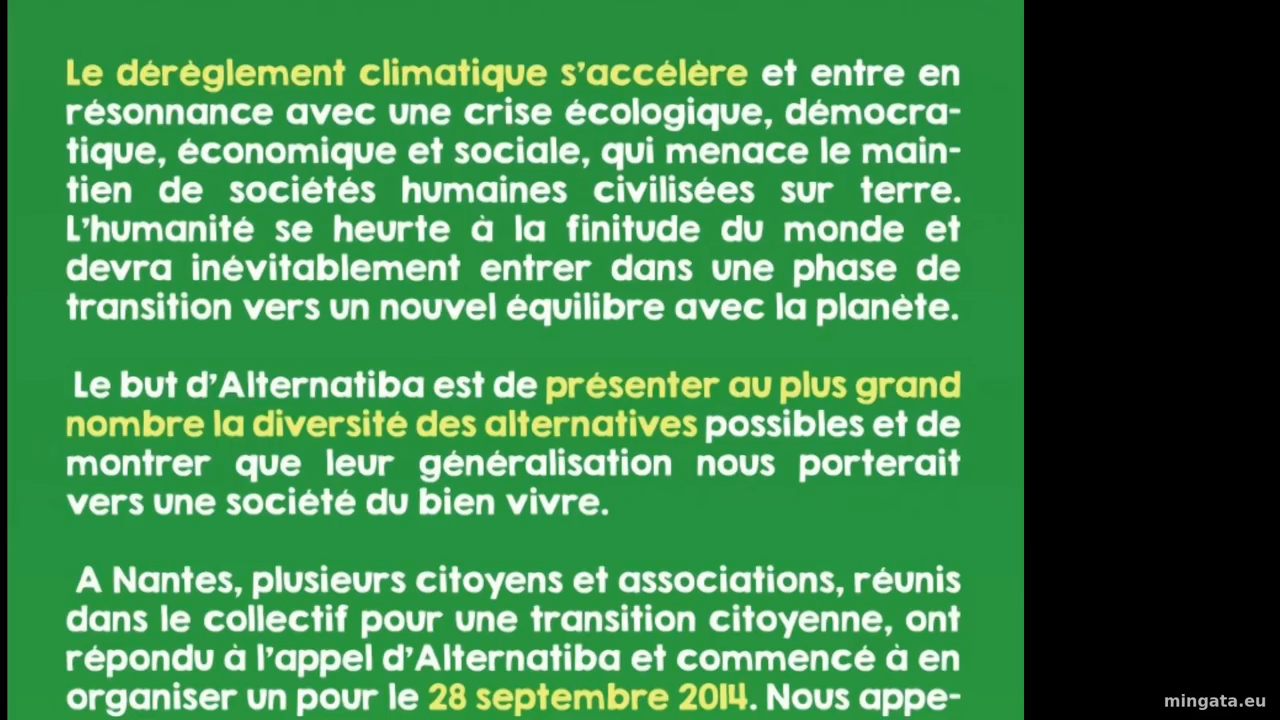 Le dérèglement climatique s'accélère et entre en
résonnance avec une crise écologique, démocra-
tique, économique et sociale, qui menace le main-
tien de sociétés humaines civilisées sur terre.
L'humanité se heurte à la finitude du monde et
devra inévitablement entrer dans une phase de
transition vers un nouvel équilibre avec la planète.
Le but d'Alternatiba est de présenter au plus grand
nombre la diversité des alternatives possibles et de
montrer que leur généralisation nous porterait
vers une société du bien vivre.
A Nantes, plusieurs citoyens et associations, réunis
dans le collectif pour une transition citoyenne, ont
répondu à l'appel d'Alternatiba et commencé à en
organiser un pour le 28 septembre 2014. Nous appe-
mingata.eu